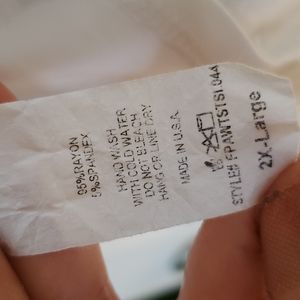 95%RAYON
5%SPANDEX
HAND WASH
WITH COLD WATER
DO NOT BLEACH
HANG OR LINE DRY
MADE IN U.S.A
2X-Large